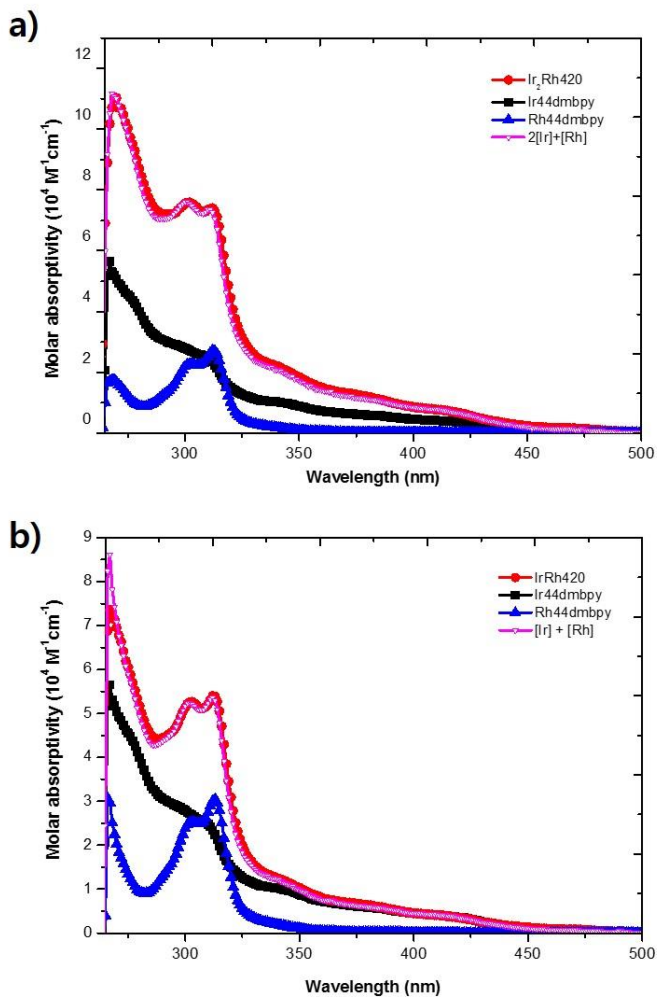 a)
12
10
8
6
4
2
0
Molar absorptivity (10⁴ M⁻¹cm⁻¹)
Ir₂Rh420
Ir44dmbpy
Rh44dmbpy
2[Ir]+[Rh]
300 350 400 450 500
Wavelength (nm)
b)
9
8
7
6
5
4
3
2
1
0
Molar absorptivity (10⁴ M⁻¹cm⁻¹)
IrRh420
Ir44dmbpy
Rh44dmbpy
[Ir] + [Rh]
300 350 400 450 500
Wavelength (nm)